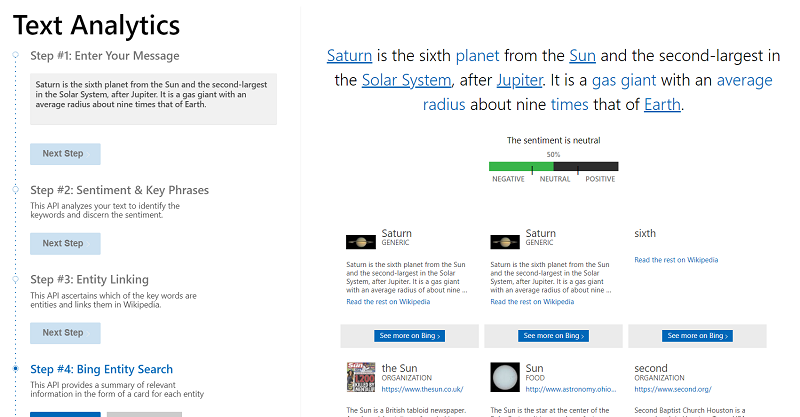 Text Analytics
Step #1: Enter Your Message
Saturn is the sixth planet from the Sun and the second-largest
in the Solar System, after Jupiter. It is a gas giant with an
average radius about nine times that of Earth.
Next Step
Step #2: Sentiment & Key Phrases
This API analyzes your text to identify the
keywords and discern the sentiment.
Next Step
Step #3: Entity Linking
This API ascertains which of the key words are
entities and links them in Wikipedia.
Next Step
Step #4: Bing Entity Search
This API provides a summary of relevant
information in the form of a card for each entity
Saturn is the sixth planet from the Sun and the second-largest in
the Solar System, after Jupiter. It is a gas giant with an average
radius about nine times that of Earth.
The sentiment is neutral
50%
NEGATIVE NEUTRAL POSITIVE
Saturn
GENERIC
Saturn is the sixth planet from the Sun
and the second-largest in the Solar
System, after Jupiter. It is a gas giant
with an average radius of about nine ...
Read the rest on Wikipedia
See more on Bing >
Saturn
GENERIC
Saturn is the sixth planet from the Sun
and the second-largest in the Solar
System, after Jupiter. It is a gas giant
with an average radius of about nine ...
Read the rest on Wikipedia
See more on Bing >
sixth
Read the rest on Wikipedia
See more on Bing >
the Sun
ORGANIZATION
https://www.thesun.co.uk/
The Sun is a British tabloid newspaper.
Sun
FOOD
http://www.astronomy.ohio...
The Sun is the star at the center of the
second
ORGANIZATION
https://www.second.org/
Second Baptist Church Houston is a